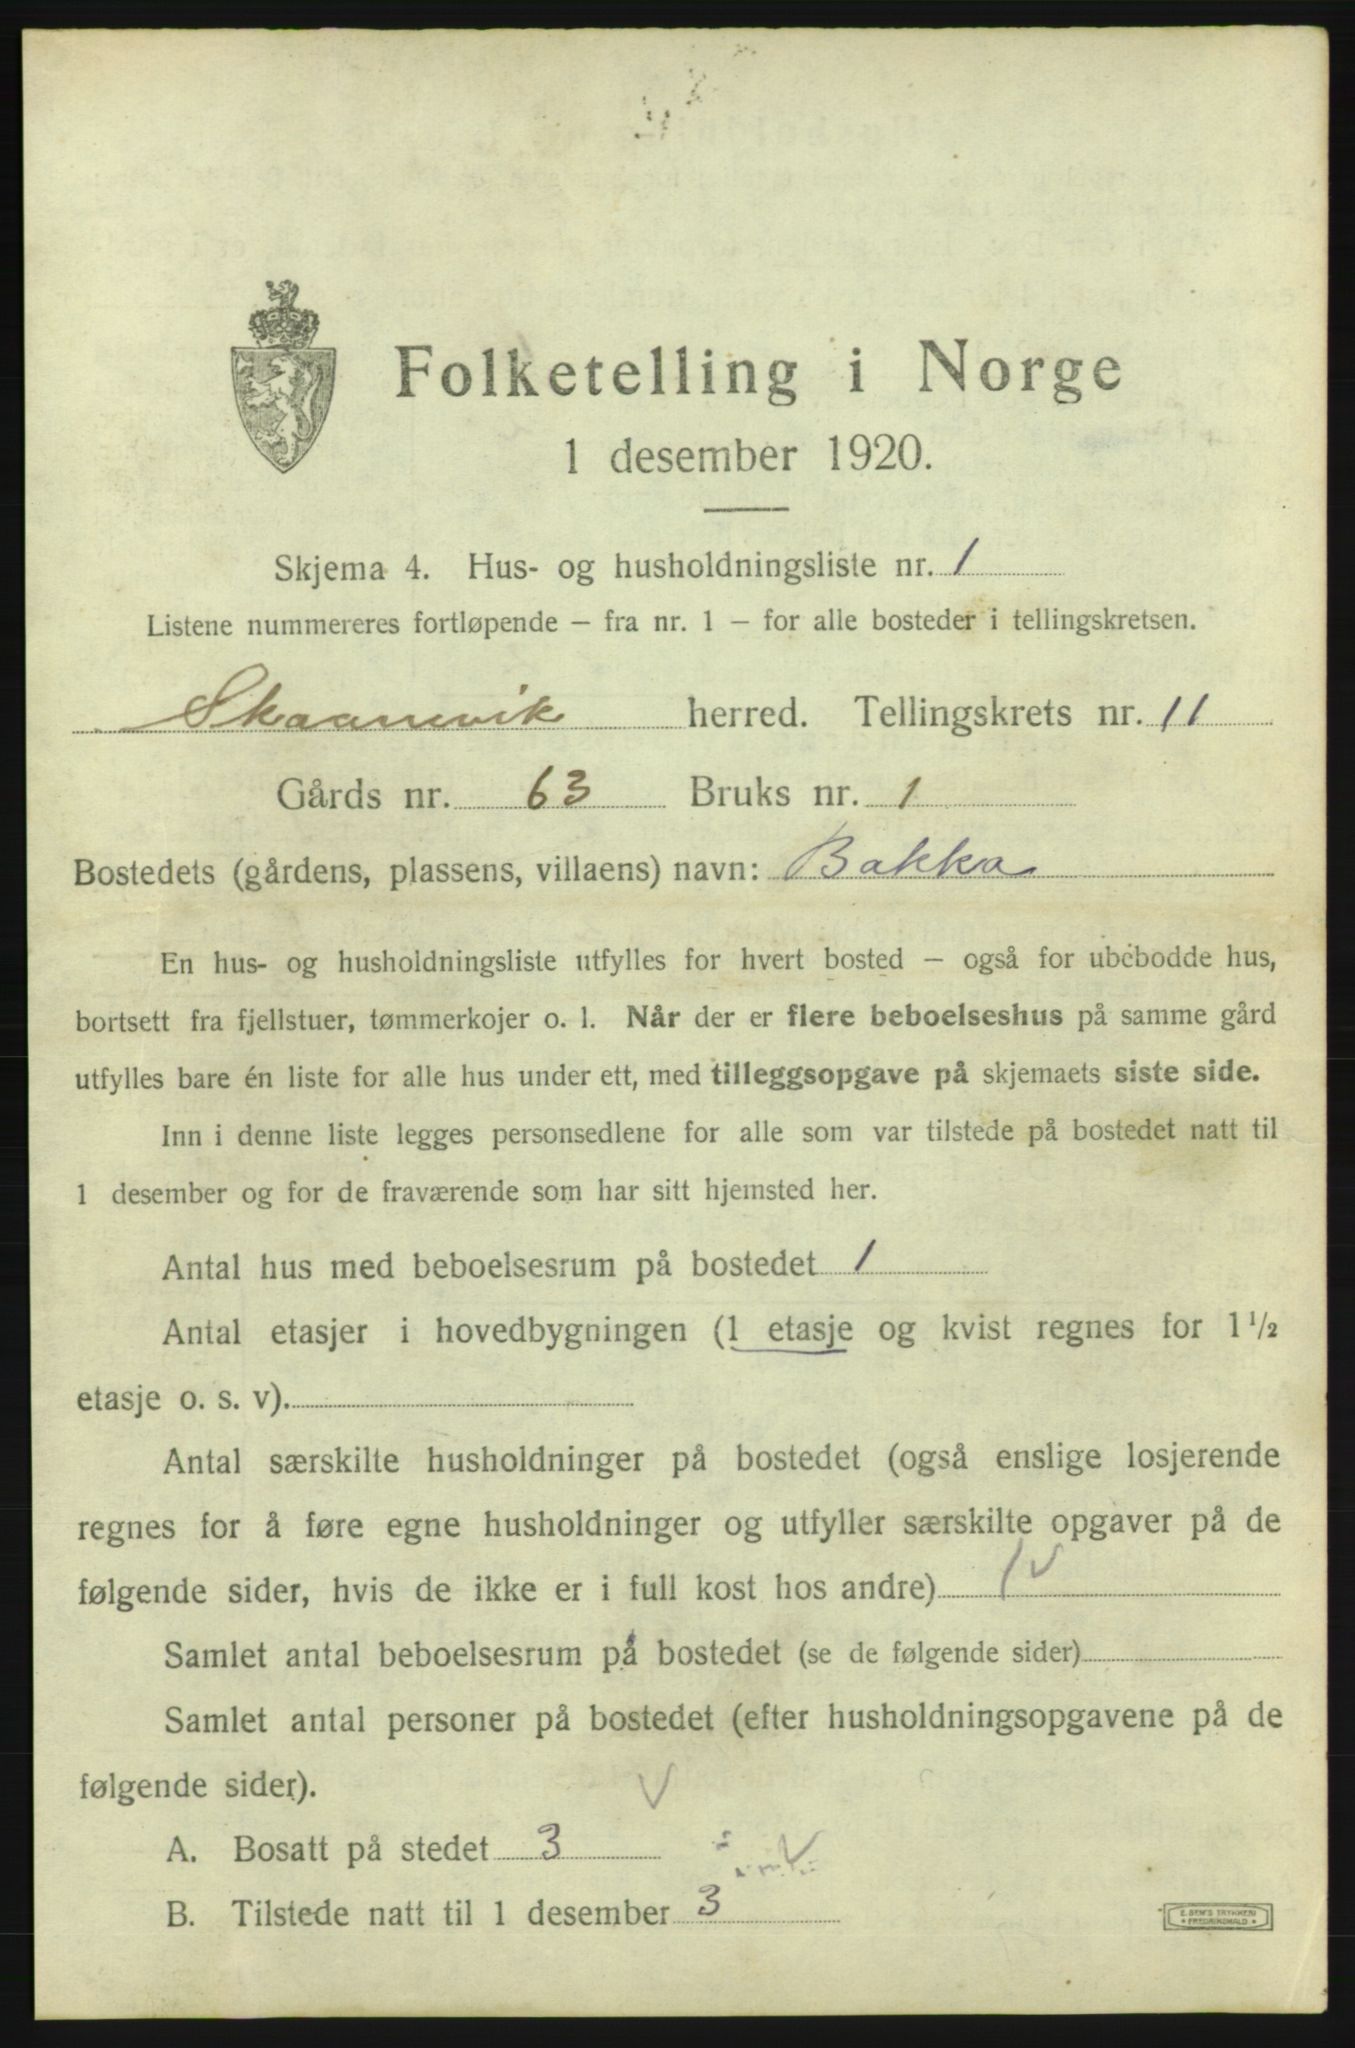 Folketelling i Norge
1 desember 1920.
Skjema 4. Hus- og husholdningsliste nr. 1
Listene nummereres fortløpende – fra nr. 1 – for alle bosteder i tellingskretsen.
Skaanevik herred. Tellingskrets nr. 11
Gårds nr. 63 Bruks nr. 1
Bostedets (gårdens, plassens, villaens) navn: Bakka
En hus- og husholdningsliste utfylles for hvert bosted – også for ubebodde hus,
bortsett fra fjellstuer, tømmerkojer o. l. Når der er flere beboelseshus på samme gård
utfylles bare én liste for alle hus under ett, med tilleggsopgave på skjemaets siste side.
Inn i denne liste legges personsedlene for alle som var tilstede på bostedet natt til
1 desember og for de fraværende som har sitt hjemsted her.
Antal hus med beboelsesrum på bostedet 1
Antal etasjer i hovedbygningen (1 etasje og kvist regnes for 1 1/2
etasje o. s. v).
Antal særskilte husholdninger på bostedet (også enslige losjerende
regnes for å føre egne husholdninger og utfyller særskilte opgaver på de
følgende sider, hvis de ikke er i full kost hos andre) 1 v
Samlet antal beboelsesrum på bostedet (se de følgende sider)
Samlet antal personer på bostedet (efter husholdningsopgavene på de
følgende sider).
A. Bosatt på stedet 3
B. Tilstede natt til 1 desember 3
E. SEM'S TRYKKERI
FREDRIKSHALD